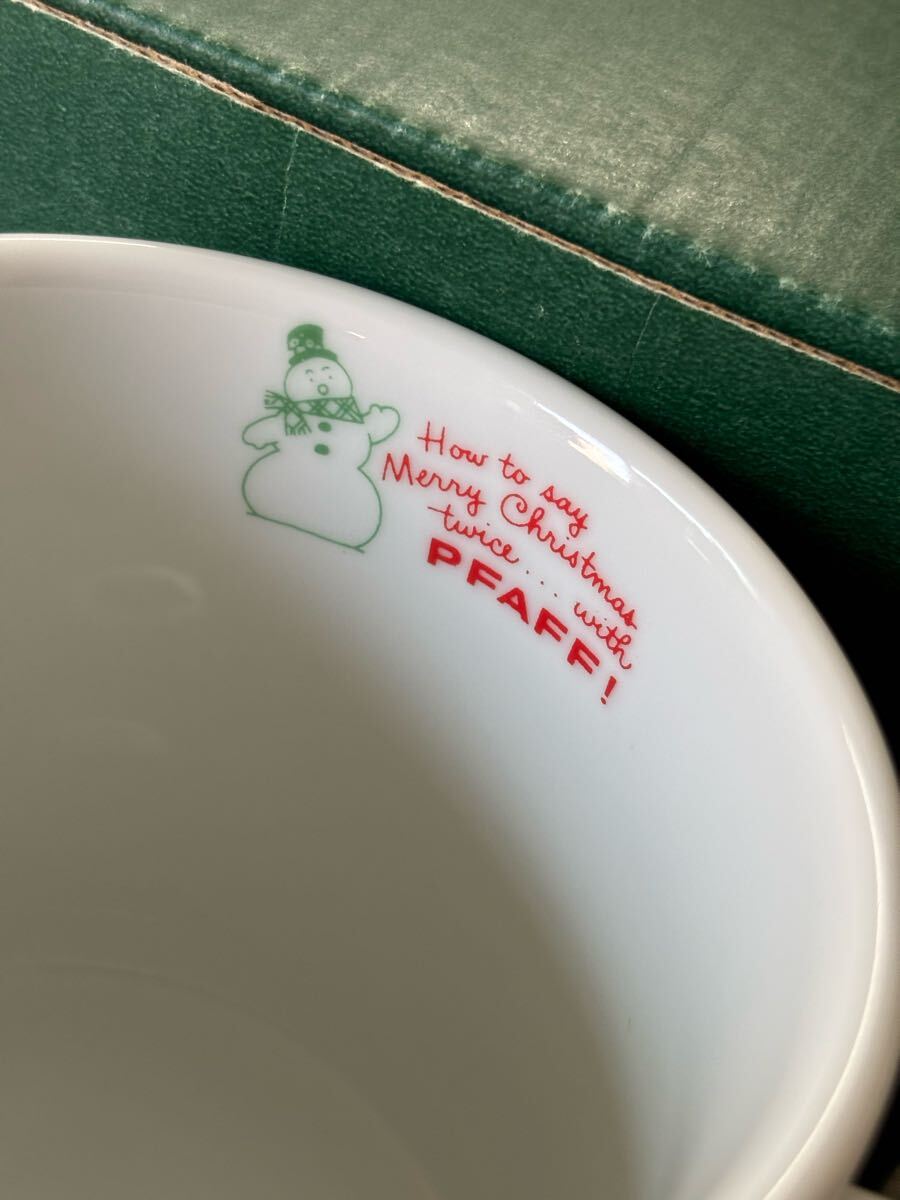 How to say
Merry Christmas
twice... with
PFAFF!